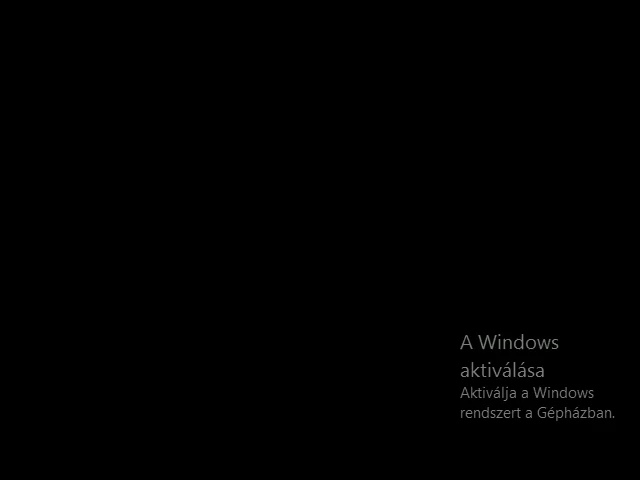 A Windows
aktiválása
Aktiválja a Windows
rendszert a Gépházban.